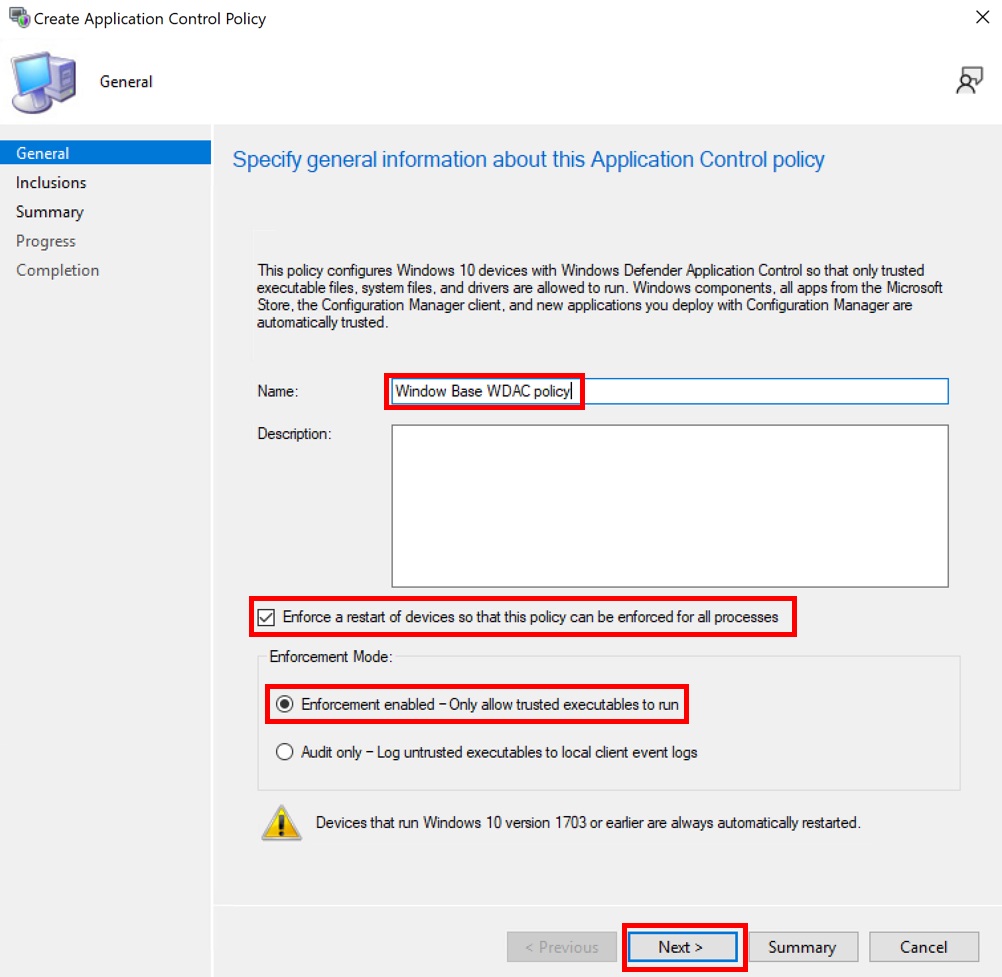 Create Application Control Policy
General
General
Inclusions
Summary
Progress
Completion
Specify general information about this Application Control policy
This policy configures Windows 10 devices with Windows Defender Application Control so that only trusted
executable files, system files, and drivers are allowed to run. Windows components, all apps from the Microsoft
Store, the Configuration Manager client, and new applications you deploy with Configuration Manager are
automatically trusted.
Name:
Window Base WDAC policy
Description:
Enforce a restart of devices so that this policy can be enforced for all processes
Enforcement Mode:
Enforcement enabled – Only allow trusted executables to run
Audit only – Log untrusted executables to local client event logs
Devices that run Windows 10 version 1703 or earlier are always automatically restarted.
< Previous
Next >
Summary
Cancel